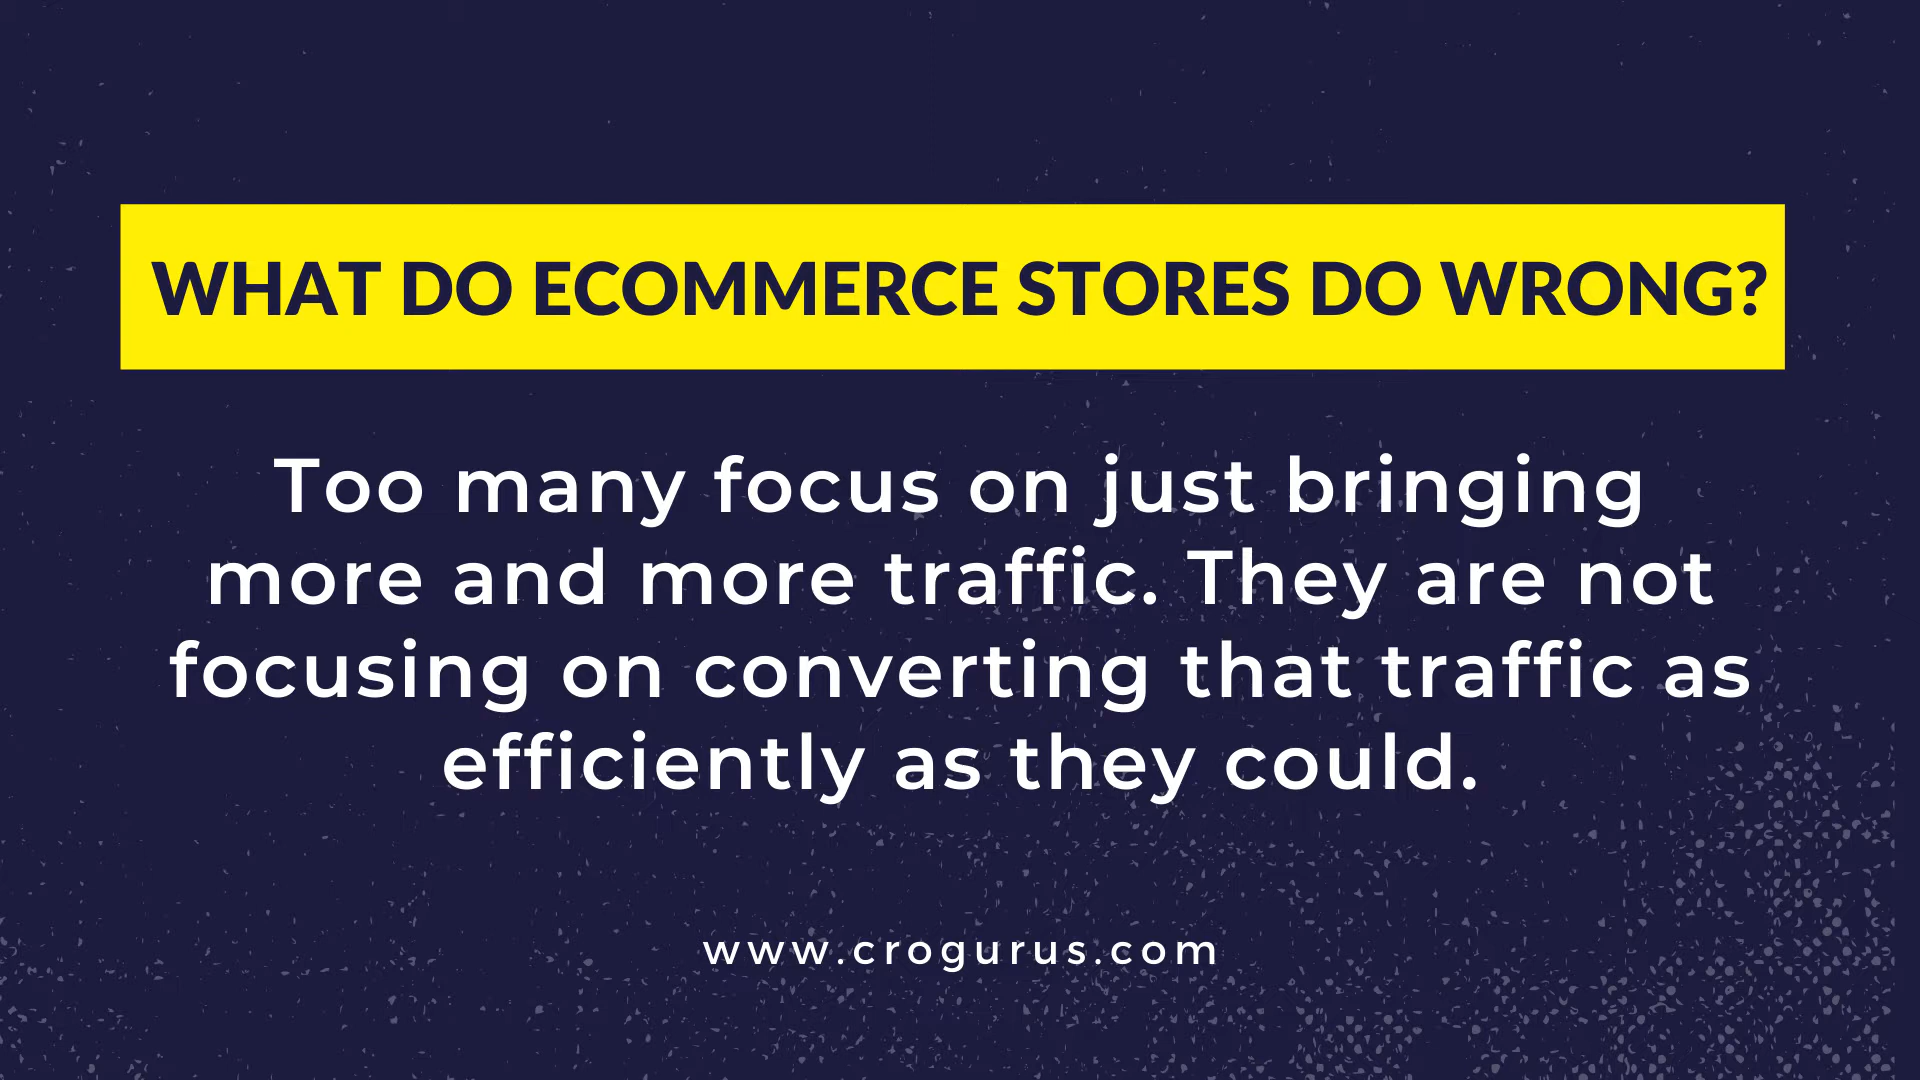 WHAT DO ECOMMERCE STORES DO WRONG?
Too many focus on just bringing
more and more traffic. They are not
focusing on converting that traffic as
efficiently as they could.
www.crogurus.com